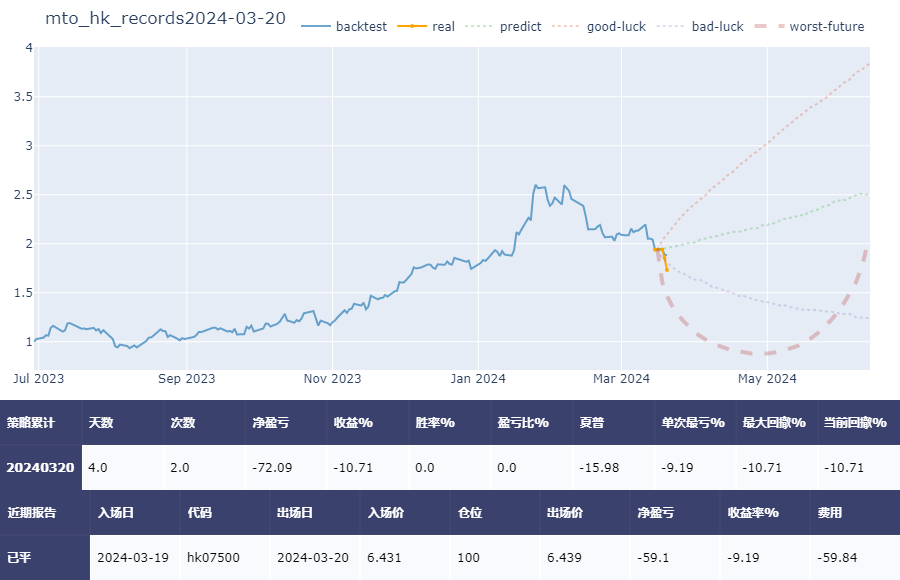 mto_hk_records2024-03-20
backtest real predict good-luck bad-luck worst-future
4
3.5
3
2.5
2
1.5
1
Jul 2023 Sep 2023 Nov 2023 Jan 2024 Mar 2024 May 2024
策略累计 天数 次数 净盈亏 收益% 胜率% 盈亏比% 夏普 单次最亏% 最大回撤% 当前回撤%
20240320 4.0 2.0 -72.09 -10.71 0.0 0.0 -15.98 -9.19 -10.71 -10.71
近期报告 入场日 代码 出场日 入场价 仓位 出场价 净盈亏 收益率% 费用
已平 2024-03-19 hk07500 2024-03-20 6.431 100 6.439 -59.1 -9.19 -59.84